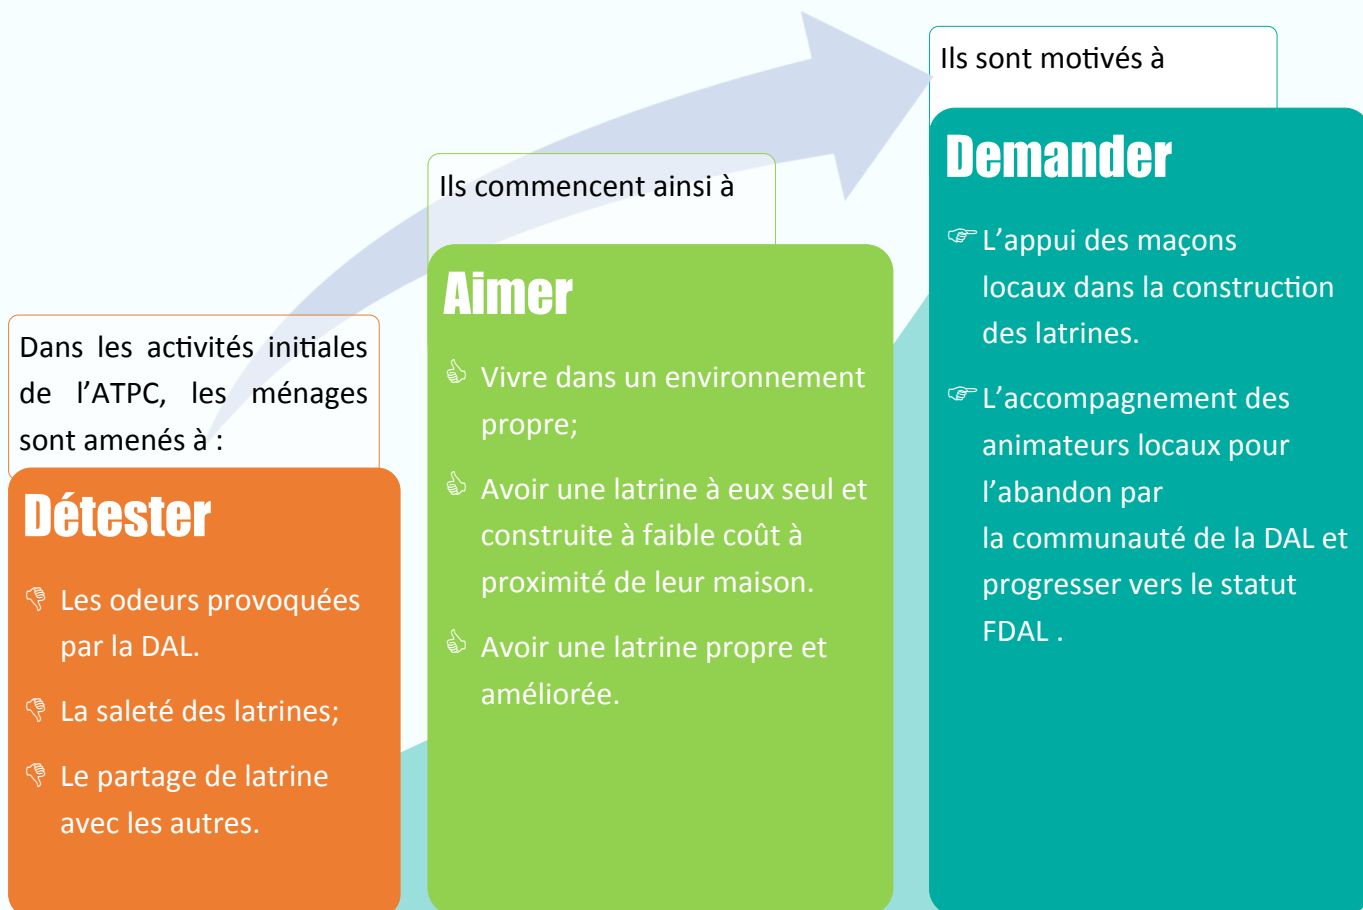 Dans les activités initiales
de l’ATPC, les ménages
sont amenés à :
Détester
Les odeurs provoquées
par la DAL.
La saleté des latrines;
Le partage de latrine
avec les autres.
Ils commencent ainsi à
Aimer
Vivre dans un environnement
propre;
Avoir une latrine à eux seul et
construite à faible coût à
proximité de leur maison.
Avoir une latrine propre et
améliorée.
Ils sont motivés à
Demander
L’appui des maçons
locaux dans la construction
des latrines.
L’accompagnement des
animateurs locaux pour
l’abandon par
la communauté de la DAL et
progresser vers le statut
FDAL .